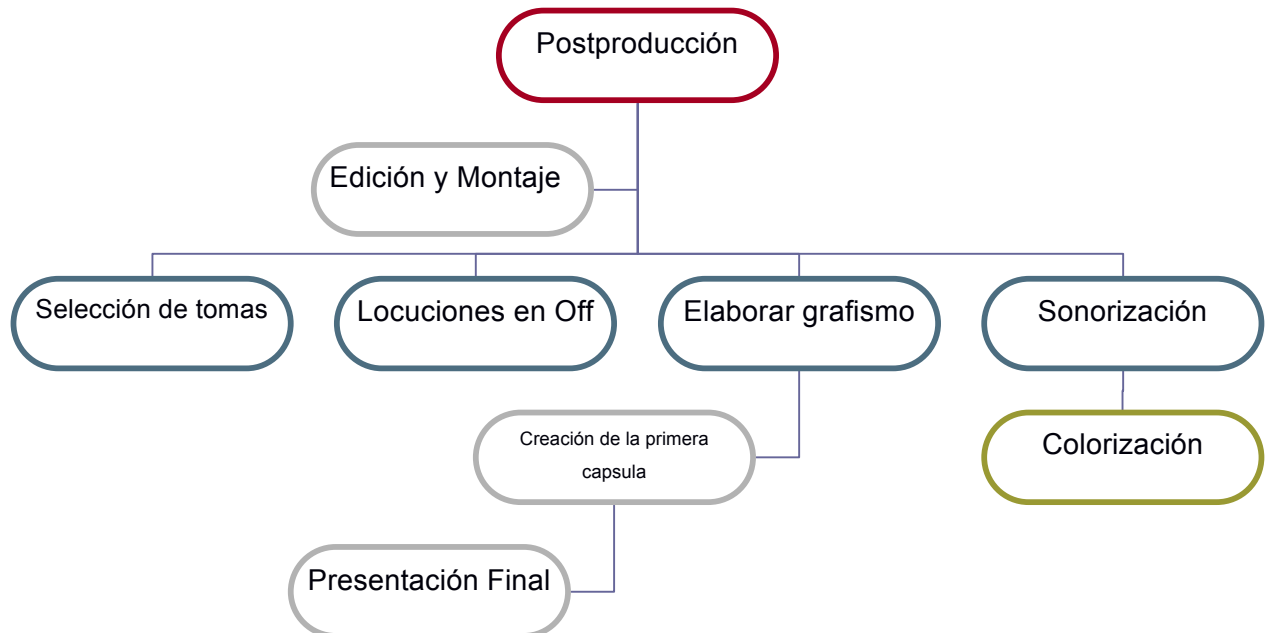 Postproducción
Edición y Montaje
Selección de tomas
Locuciones en Off
Elaborar grafismo
Sonorización
Creación de la primera
capsula
Colorización
Presentación Final